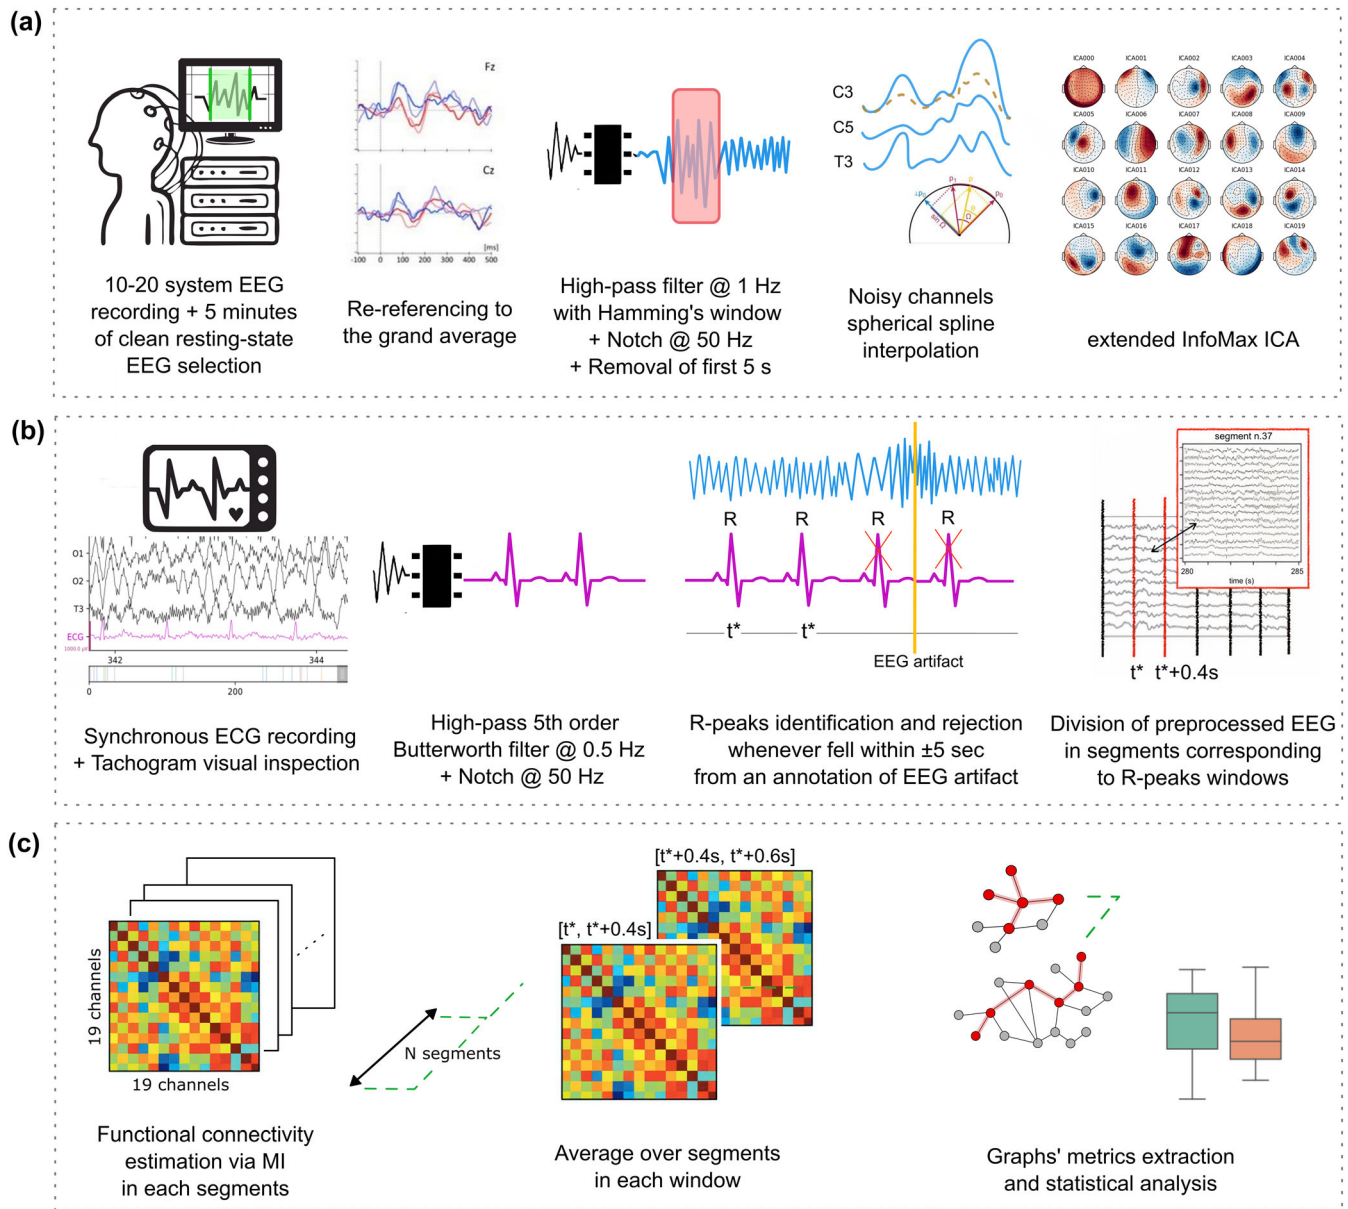 (a)
Fz
Cz
[ms]
-100 0 100 200 300 400 500
10-20 system EEG
recording + 5 minutes
of clean resting-state
EEG selection
Re-referencing to
the grand average
High-pass filter @ 1 Hz
with Hamming's window
+ Notch @ 50 Hz
+ Removal of first 5 s
C3
C5
T3
p₁
p
p₀
sin Ω
Ω
Noisy channels
spherical spline
interpolation
ICA000 ICA001 ICA002 ICA003 ICA004
ICA005 ICA006 ICA007 ICA008 ICA009
ICA010 ICA011 ICA012 ICA013 ICA014
ICA015 ICA016 ICA017 ICA018 ICA019
extended InfoMax ICA
(b)
O1
O2
T3
ECG
1000.0 µV
342 344
0 200
Synchronous ECG recording
+ Tachogram visual inspection
High-pass 5th order
Butterworth filter @ 0.5 Hz
+ Notch @ 50 Hz
R R R R
t* t*
EEG artifact
R-peaks identification and rejection
whenever fell within ±5 sec
from an annotation of EEG artifact
segment n.37
280 285
time (s)
t* t*+0.4s
Division of preprocessed EEG
in segments corresponding
to R-peaks windows
(c)
19 channels
19 channels
N segments
Functional connectivity
estimation via MI
in each segments
[t*+0.4s, t*+0.6s]
[t*, t*+0.4s]
Average over segments
in each window
Graphs' metrics extraction
and statistical analysis